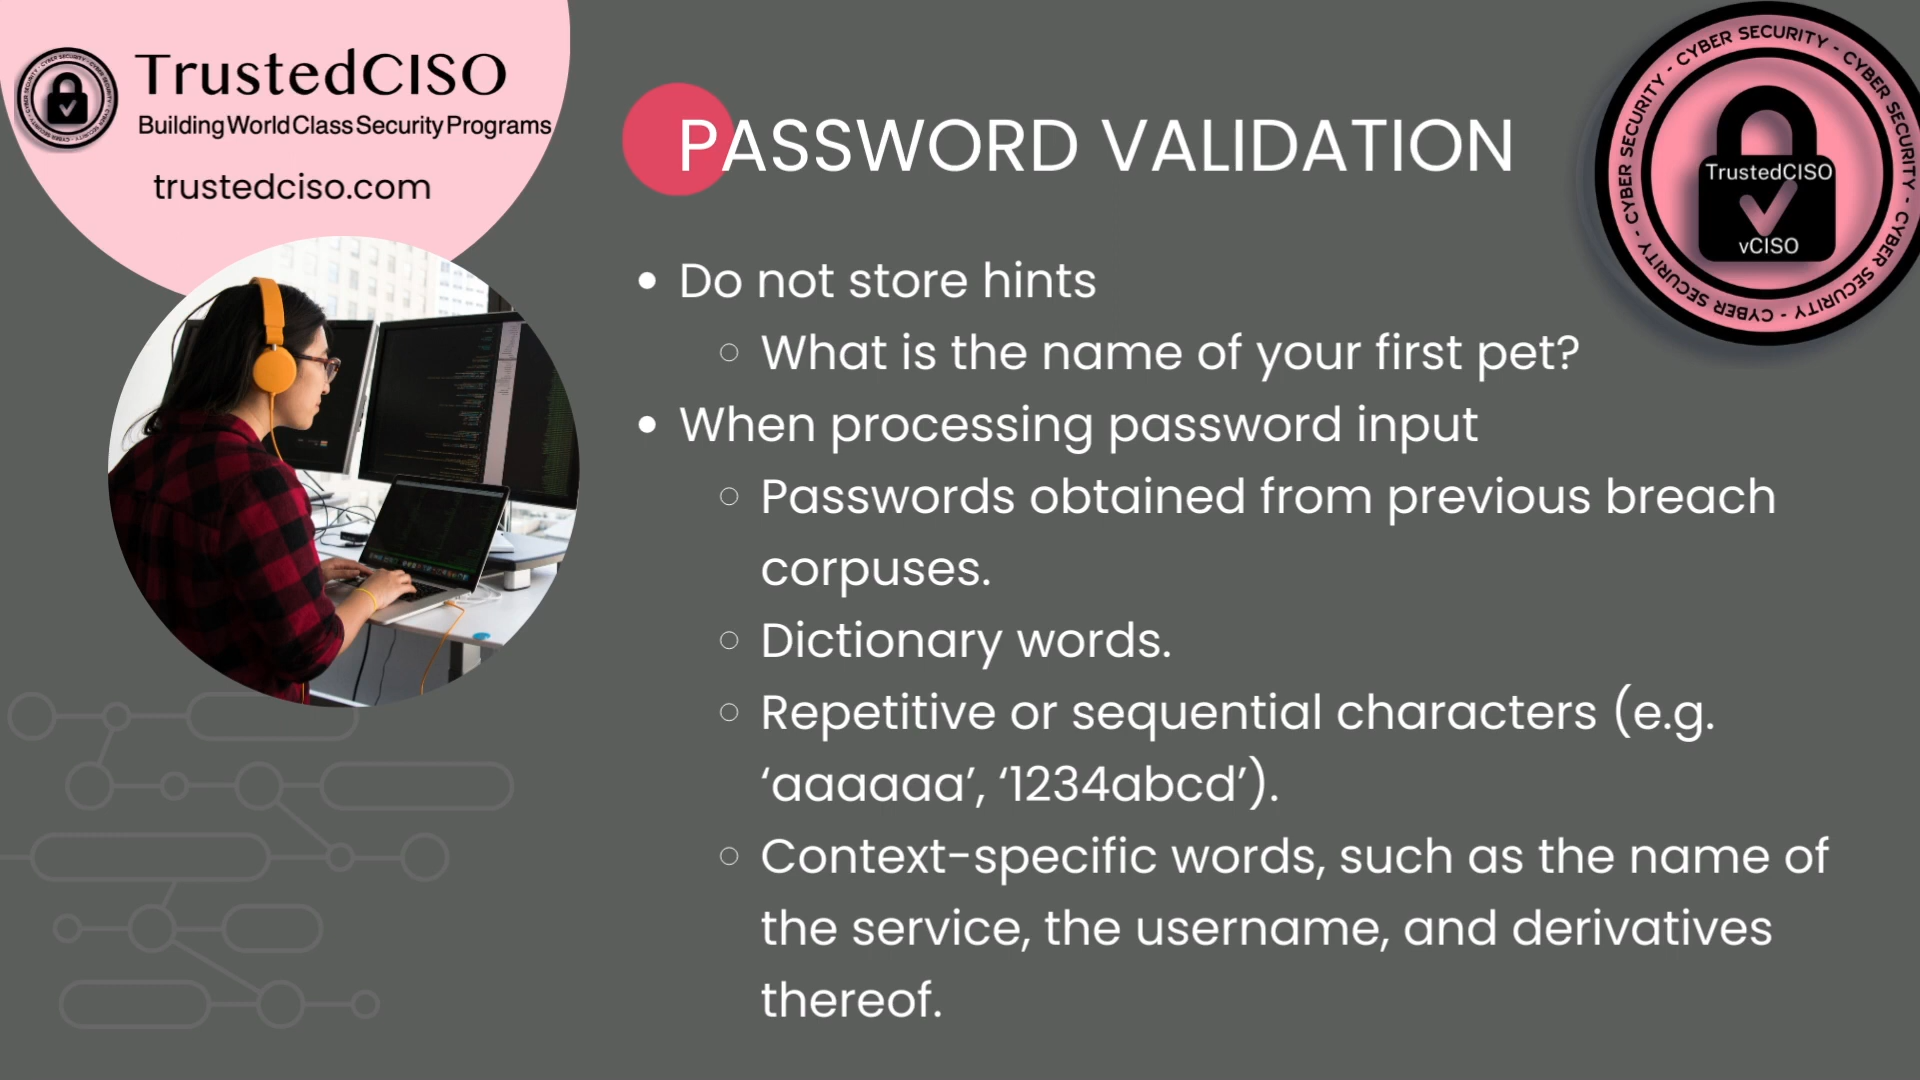 TrustedCISO
Building World Class Security Programs
trustedciso.com
PASSWORD VALIDATION
CYBER SECURITY - CYBER SECURITY - CYBER SECURITY - CYBER SECURITY -
TrustedCISO
vCISO
• Do not store hints
○ What is the name of your first pet?
• When processing password input
○ Passwords obtained from previous breach
corpuses.
○ Dictionary words.
○ Repetitive or sequential characters (e.g.
‘aaaaaa’, ‘1234abcd’).
○ Context-specific words, such as the name of
the service, the username, and derivatives
thereof.